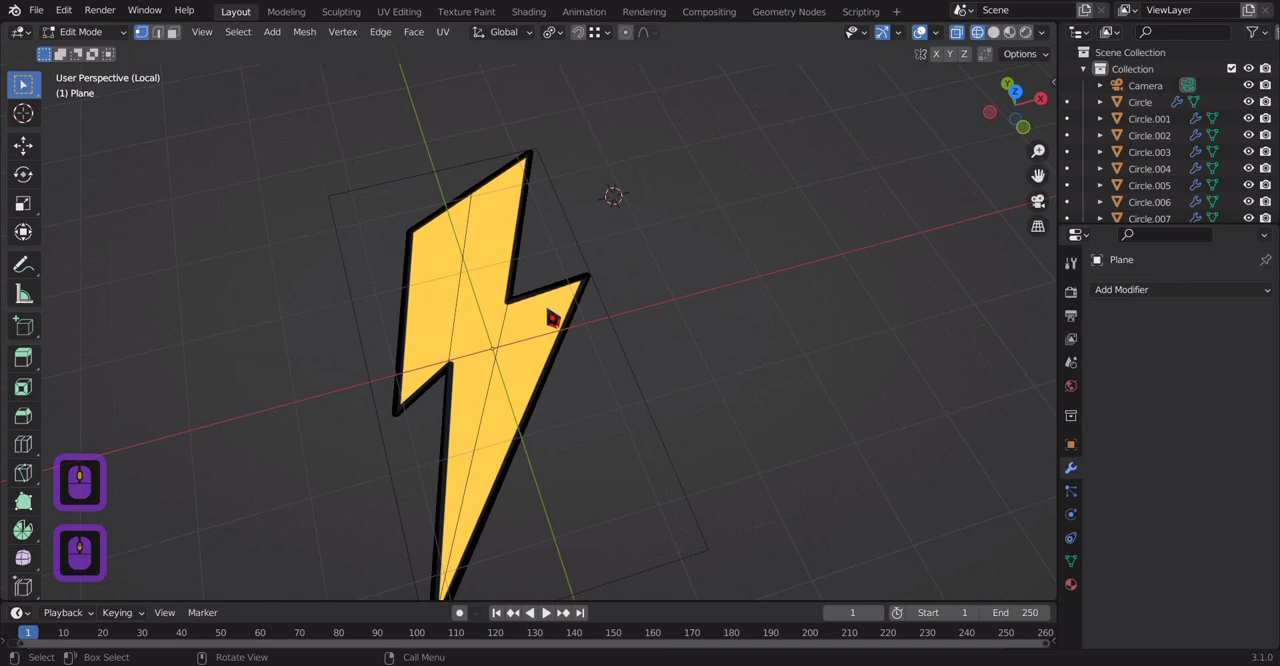 File Edit Render Window Help Layout Modeling Sculpting UV Editing Texture Paint Shading Animation Rendering Compositing Geometry Nodes Scripting + Scene ViewLayer
Edit Mode View Select Add Mesh Vertex Edge Face UV Global
X Y Z Options
User Perspective (Local)
(1) Plane
Z
Y
X
Scene Collection
Collection
Camera
Circle
Circle.001
Circle.002
Circle.003
Circle.004
Circle.005
Circle.006
Circle.007
Plane
Add Modifier
Playback Keying View Marker 1 Start 1 End 250
1 10 20 30 40 50 60 70 80 90 100 110 120 130 140 150 160 170 180 190 200 210 220 230 240 250 260
Select Box Select Rotate View Call Menu 3.1.0